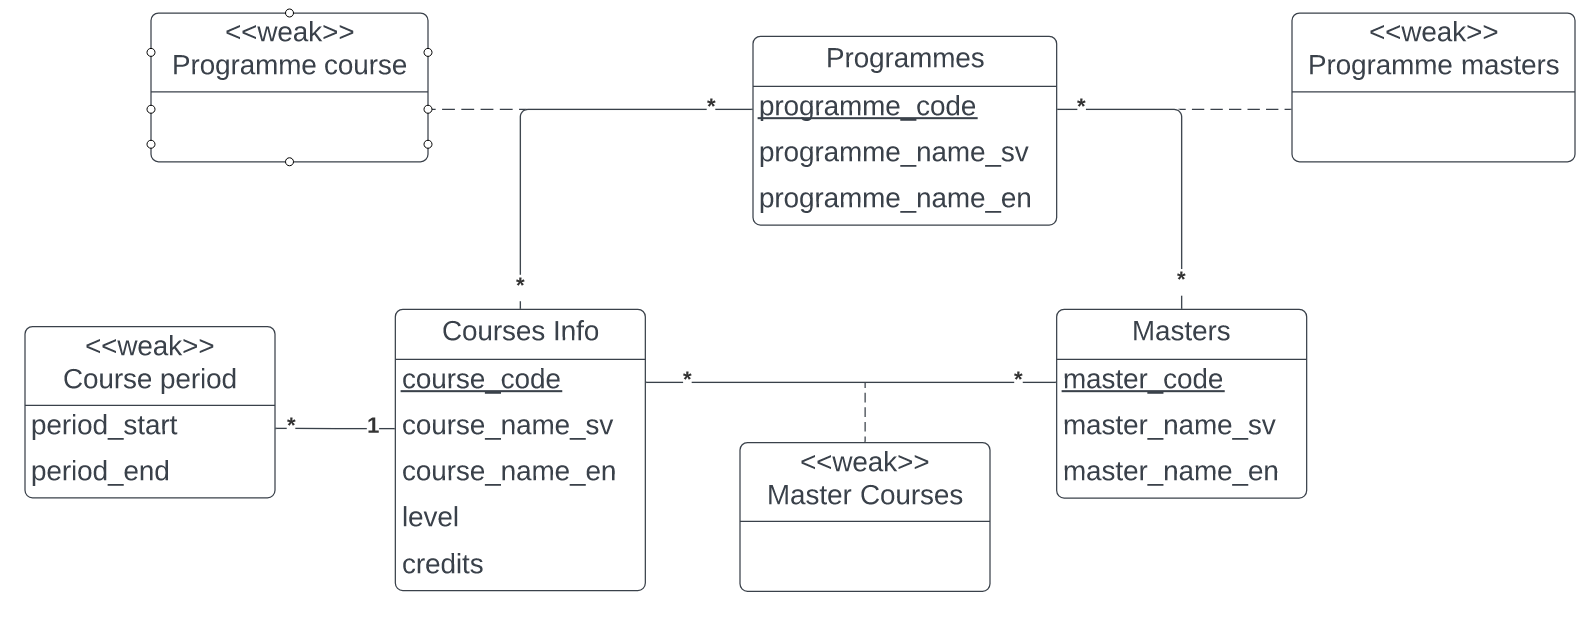 <<weak>>
Programme course
Programmes
programme_code
programme_name_sv
programme_name_en
<<weak>>
Programme masters
*
*
*
*
<<weak>>
Course period
period_start
period_end
*
1
Courses Info
course_code
course_name_sv
course_name_en
level
credits
*
*
<<weak>>
Master Courses
Masters
master_code
master_name_sv
master_name_en